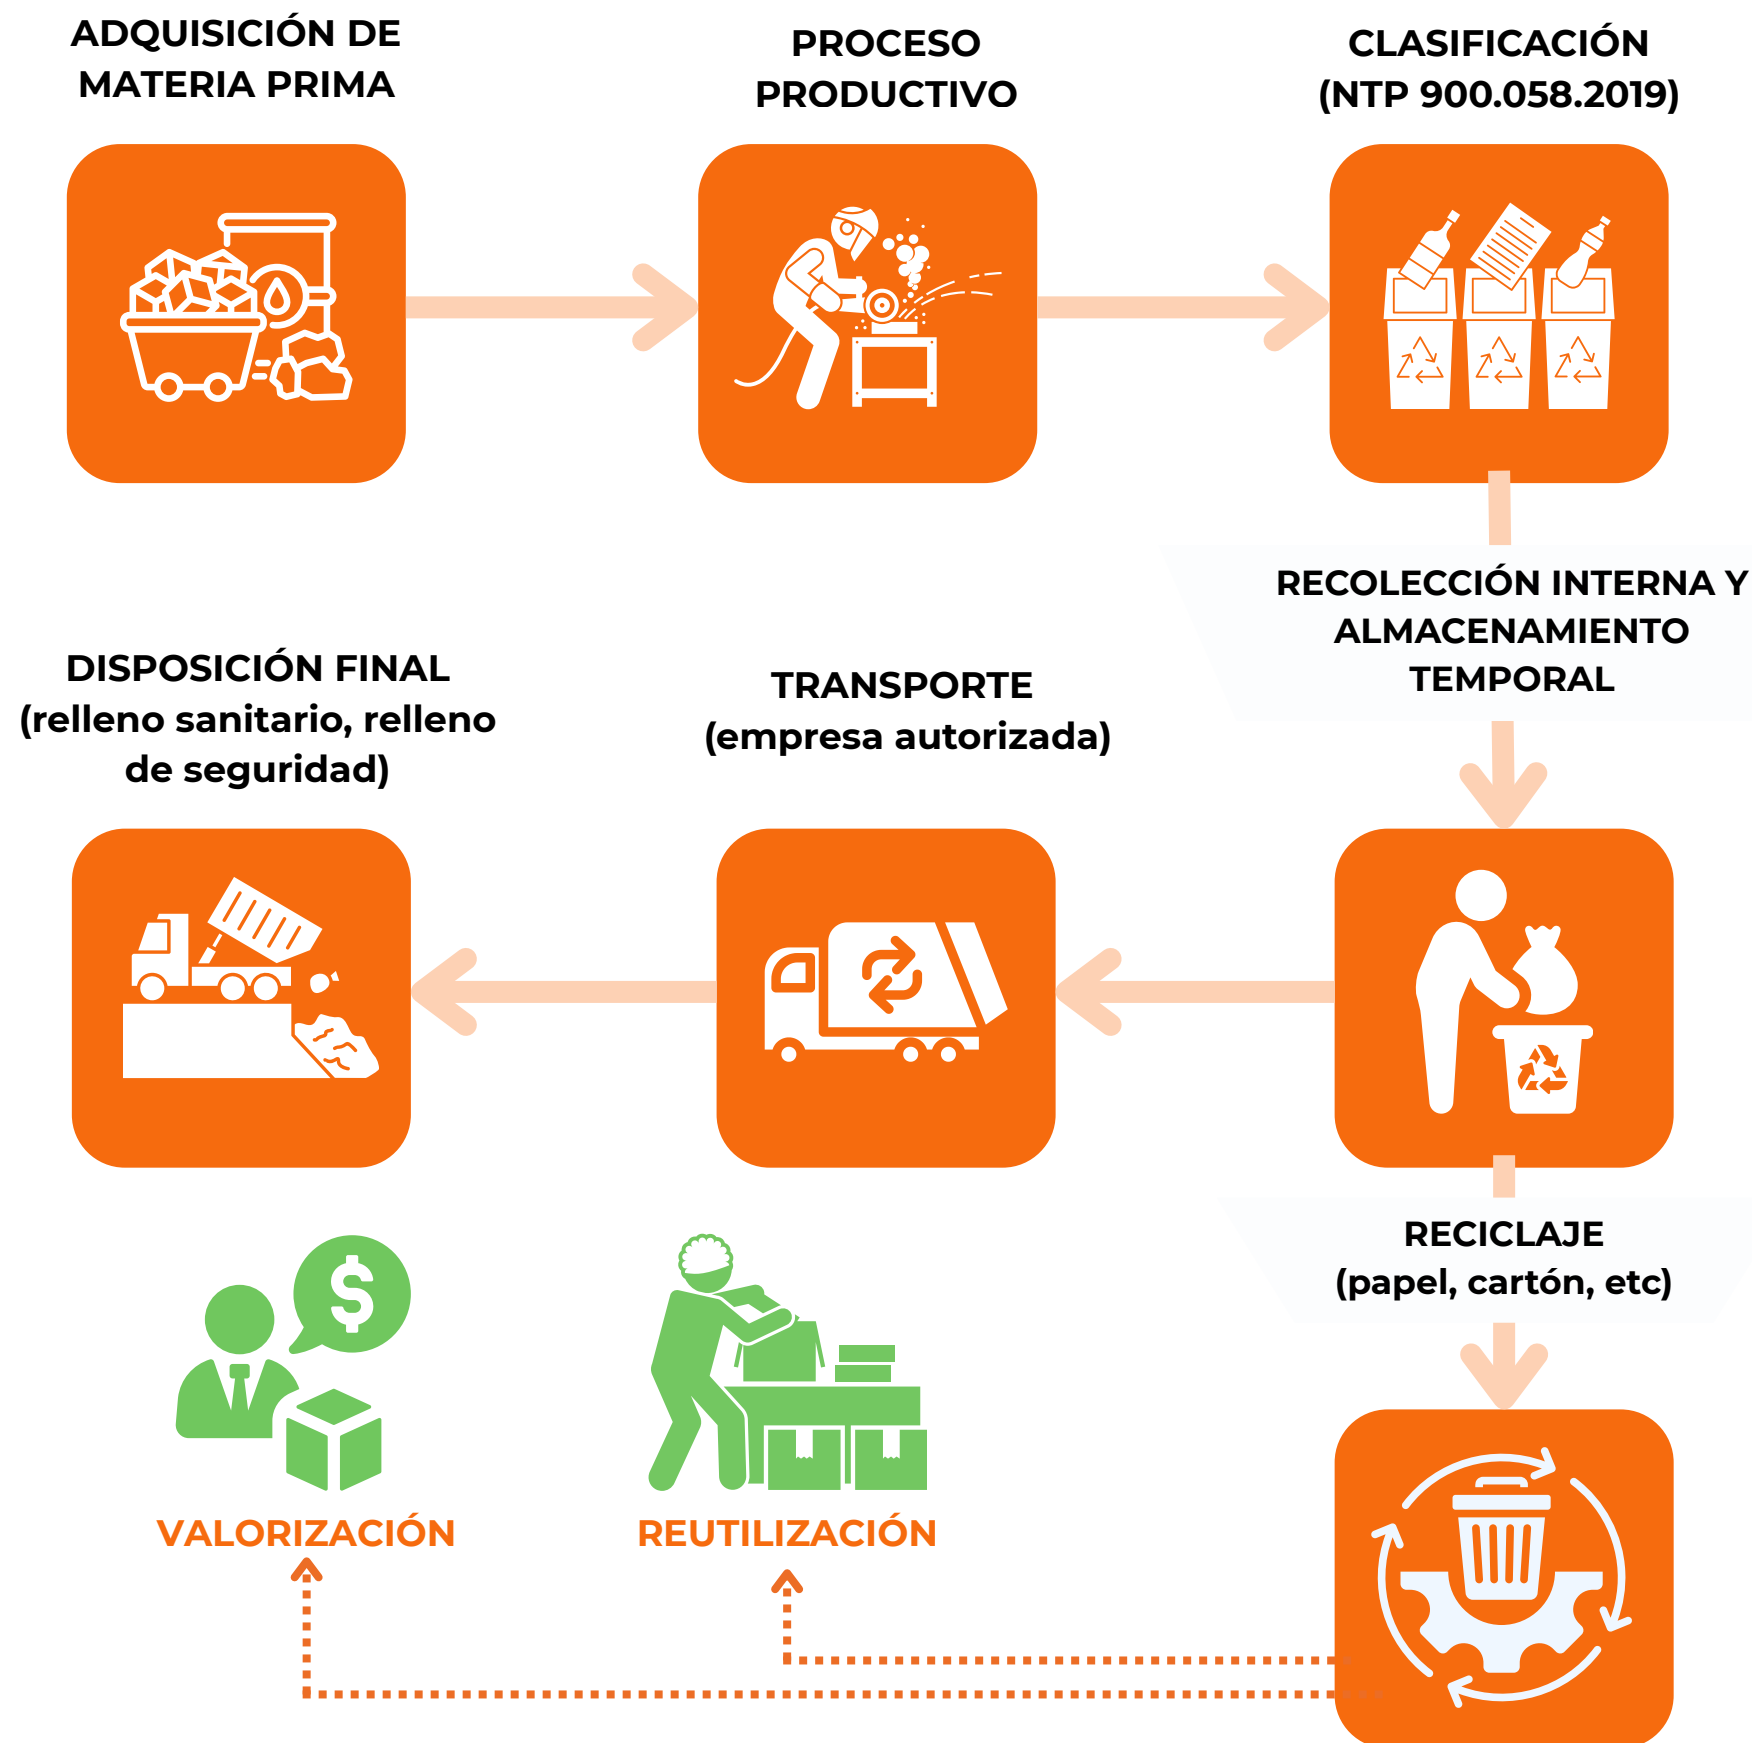 ADQUISICIÓN DE
MATERIA PRIMA
PROCESO
PRODUCTIVO
CLASIFICACIÓN
(NTP 900.058.2019)
RECOLECCIÓN INTERNA Y
ALMACENAMIENTO
TEMPORAL
DISPOSICIÓN FINAL
(relleno sanitario, relleno
de seguridad)
TRANSPORTE
(empresa autorizada)
RECICLAJE
(papel, cartón, etc)
$
VALORIZACIÓN
REUTILIZACIÓN